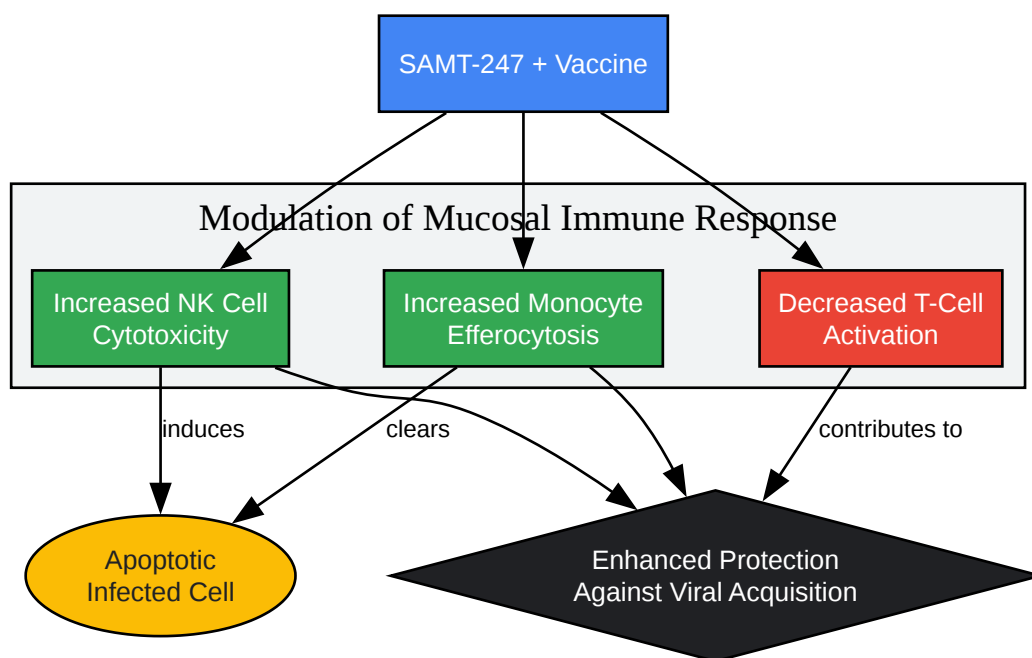 SAMT-247 + Vaccine
Modulation of Mucosal Immune Response
Increased NK Cell
Cytotoxicity
Increased Monocyte
Efferocytosis
Decreased T-Cell
Activation
induces
clears
contributes to
Apoptotic
Infected Cell
Enhanced Protection
Against Viral Acquisition